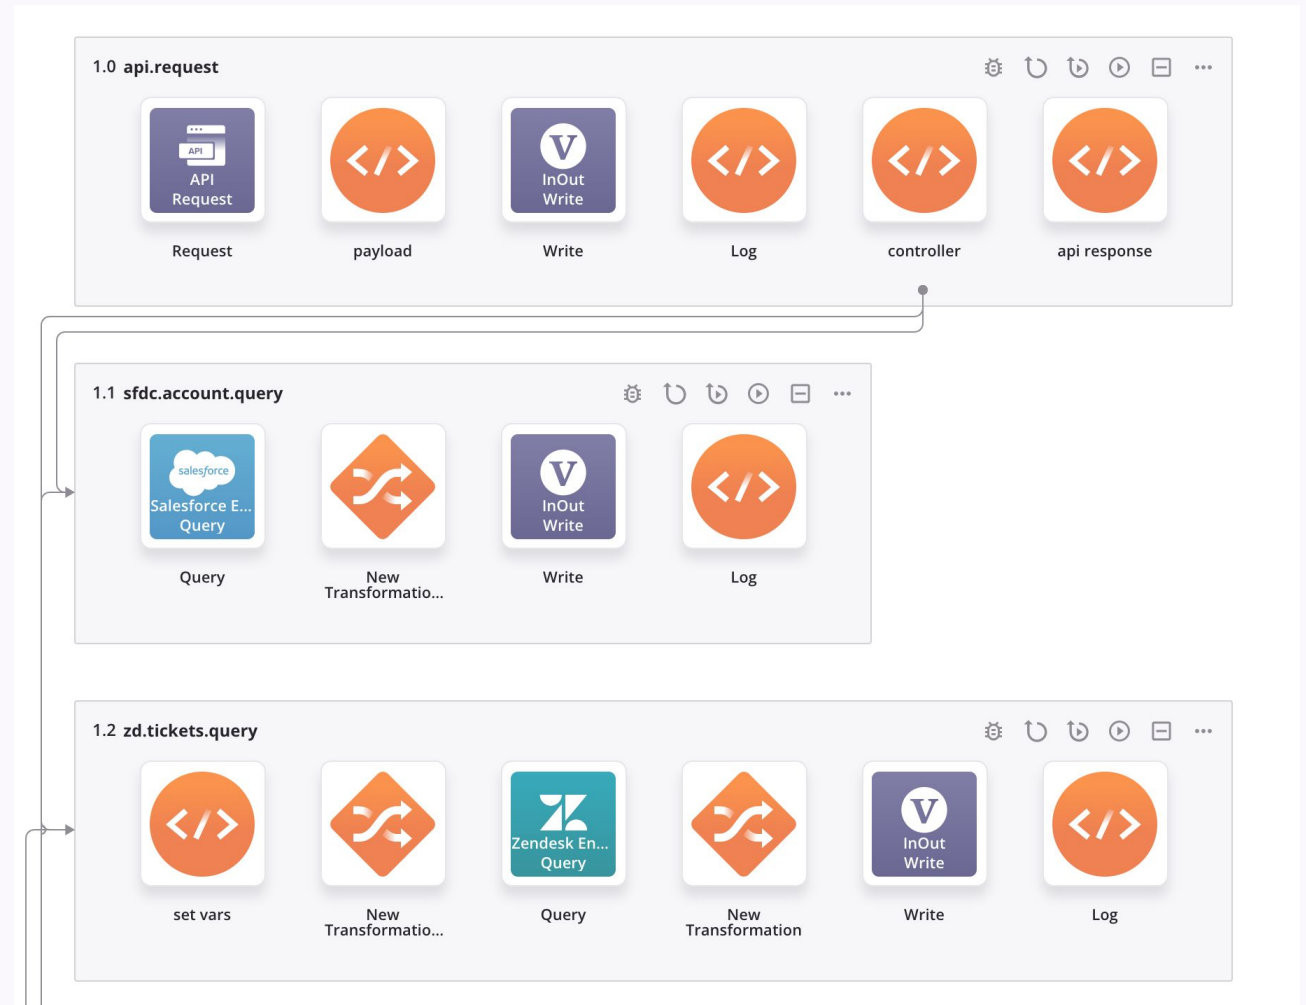 1.0 api.request
API
API
Request
V
InOut
Write
Request
payload
Write
Log
controller
api response
1.1 sfdc.account.query
salesforce
Salesforce E...
Query
V
InOut
Write
Query
New
Transformatio...
Write
Log
1.2 zd.tickets.query
Zendesk En...
Query
V
InOut
Write
set vars
New
Transformatio...
Query
New
Transformation
Write
Log